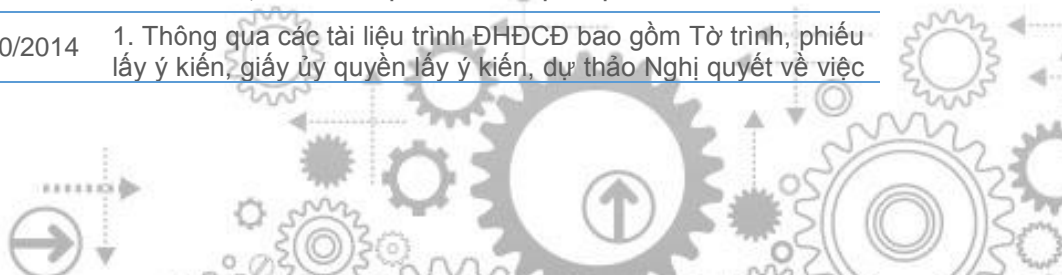 0/2014
1. Thông qua các tài liệu trình ĐHĐCĐ bao gồm Tờ trình, phiếu
lấy ý kiến, giấy ủy quyền lấy ý kiến, dự thảo Nghị quyết về việc